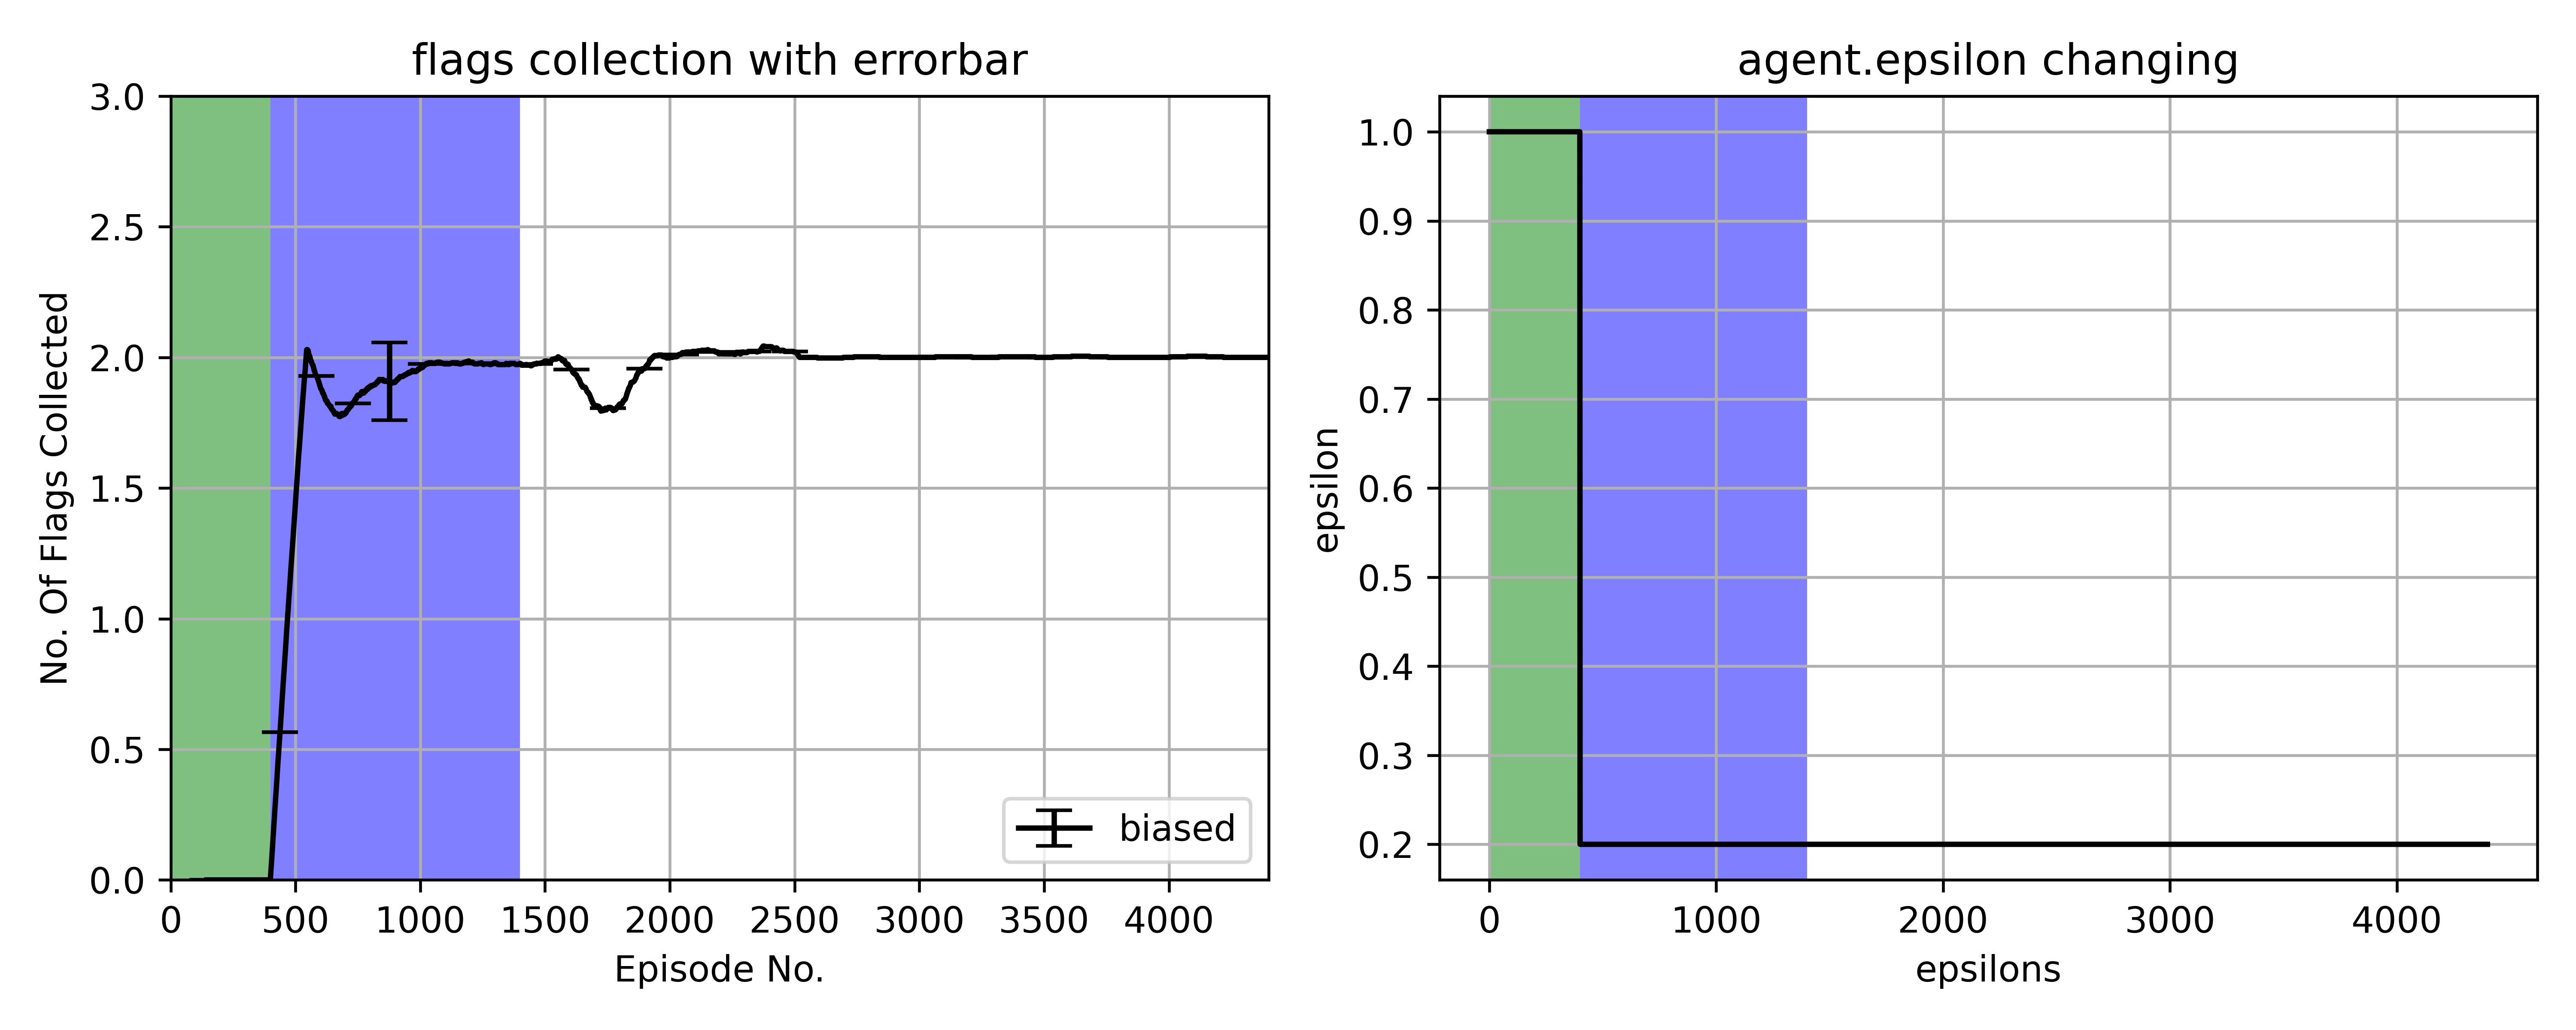 flags collection with errorbar
3.0
2.5
2.0
1.5
1.0
0.5
0.0
No. Of Flags Collected
0 500 1000 1500 2000 2500 3000 3500 4000
Episode No.
biased
agent.epsilon changing
1.0
0.9
0.8
0.7
0.6
0.5
0.4
0.3
0.2
epsilon
0 1000 2000 3000 4000
epsilons